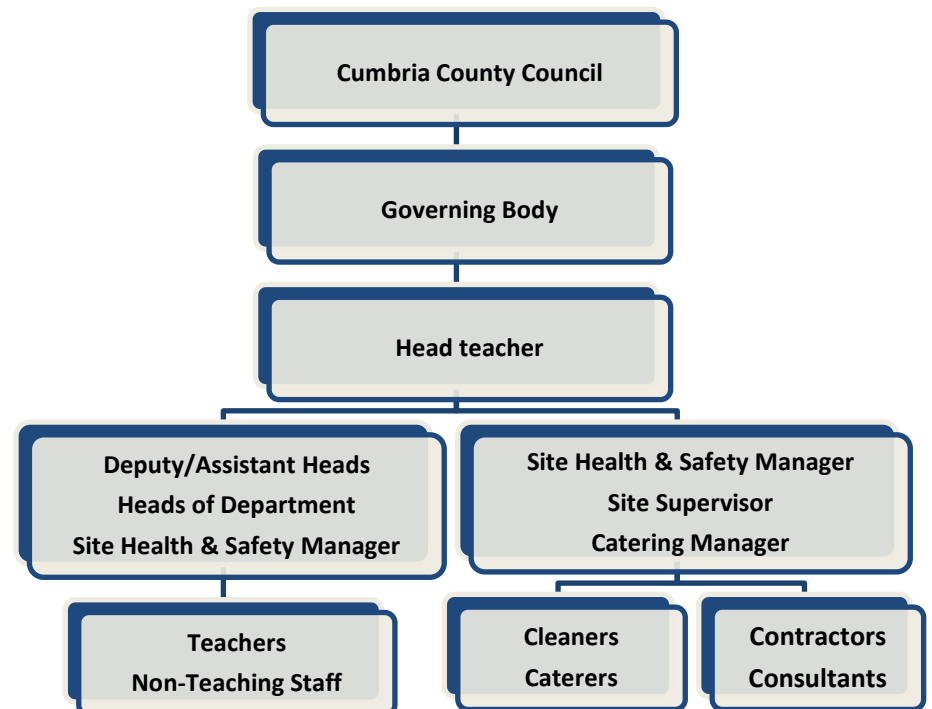 Cumbria County Council
Governing Body
Head teacher
Deputy/Assistant Heads
Heads of Department
Site Health & Safety Manager
Site Health & Safety Manager
Site Supervisor
Catering Manager
Teachers
Non-Teaching Staff
Cleaners
Caterers
Contractors
Consultants